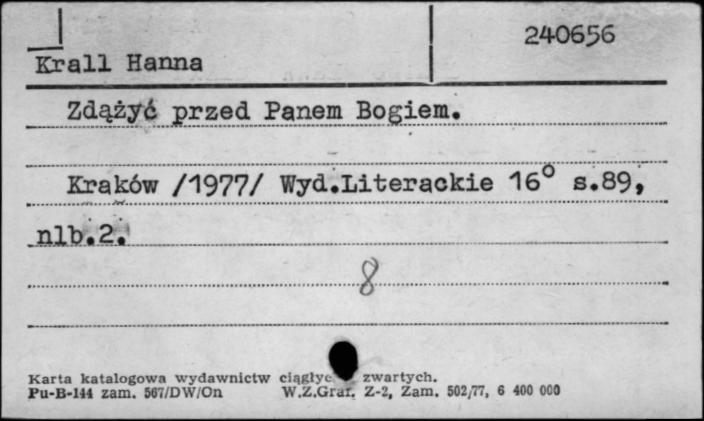 240656
Krall Hanna
Zdążyć przed Panem Bogiem.
Kraków /1977/ Wyd.Literackie 16° s.89,
nlb.2.
8
Karta katalogowa wydawnictw zwartych.
Pu-B-144 zam. 567/DW/On W.Z.Graf. Z-2, Zam. 502/77, 6 400 000